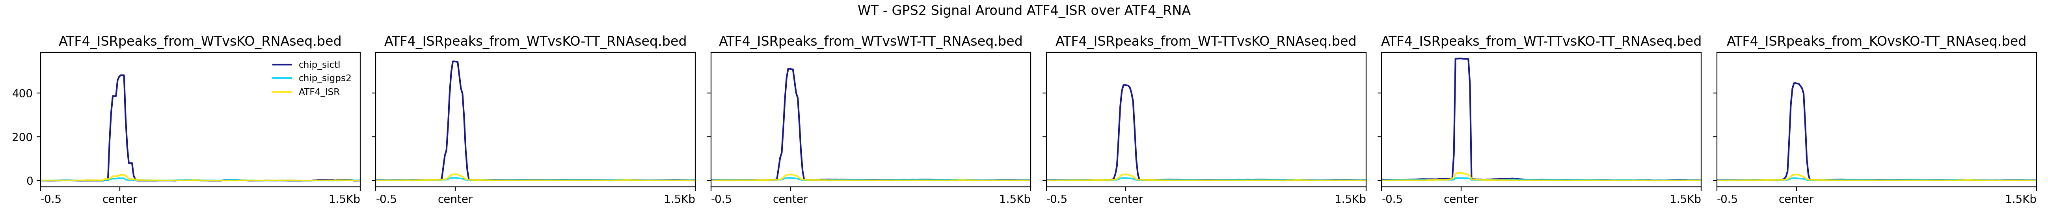 WT - GPS2 Signal Around ATF4_ISR over ATF4_RNA
ATF4_ISRpeaks_from_WTvsKO_RNAseq.bed
ATF4_ISRpeaks_from_WTvsKO-TT_RNAseq.bed
ATF4_ISRpeaks_from_WTvsWT-TT_RNAseq.bed
ATF4_ISRpeaks_from_WT-TTvsKO_RNAseq.bed
ATF4_ISRpeaks_from_WT-TTvsKO-TT_RNAseq.bed
ATF4_ISRpeaks_from_KOvsKO-TT_RNAseq.bed
chip_sictl
chip_sigps2
ATF4_ISR
400
200
0
-0.5 center 1.5Kb
-0.5 center 1.5Kb
-0.5 center 1.5Kb
-0.5 center 1.5Kb
-0.5 center 1.5Kb
-0.5 center 1.5Kb